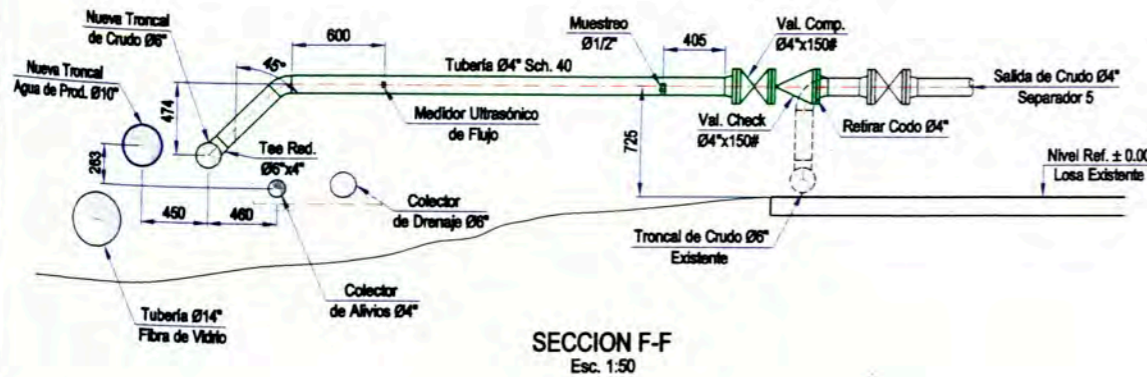 Nueva Troncal
de Crudo Ø6"
600
Muestreo
Ø1/2"
405
Val. Comp.
Ø4"x150#
Nueva Troncal
Agua de Prod. Ø10"
45°
Tubería Ø4" Sch. 40
Salida de Crudo Ø4"
Separador 5
474
Medidor Ultrasónico
de Flujo
Val. Check
Ø4"x150#
Retirar Codo Ø4"
725
Tee Red.
Ø6"x4"
263
Nivel Ref. ± 0.00
Losa Existente
450
460
Colector
de Drenaje Ø6"
Troncal de Crudo Ø6"
Existente
Tubería Ø14"
Fibra de Vidrio
Colector
de Alivios Ø4"
SECCION F-F
Esc. 1:50